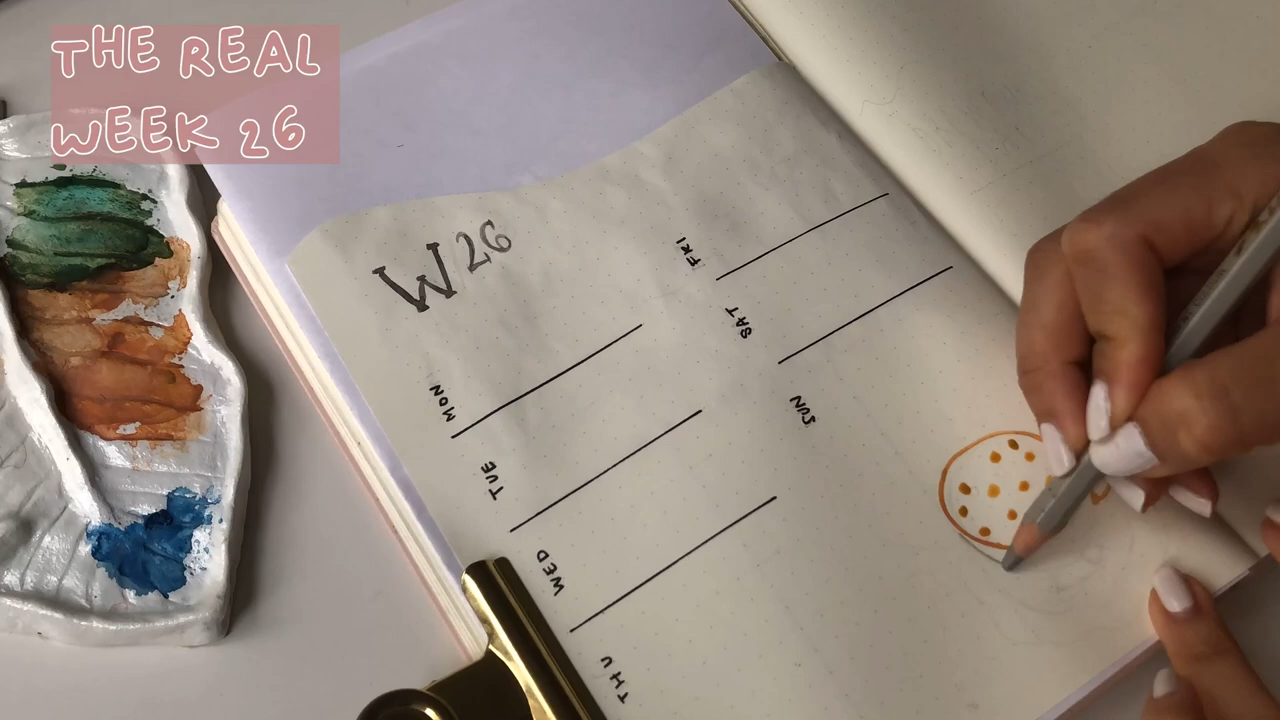 THE REAL
WEEK 26
W26
MON
TUE
WED
THU
FRI
SAT
SUN